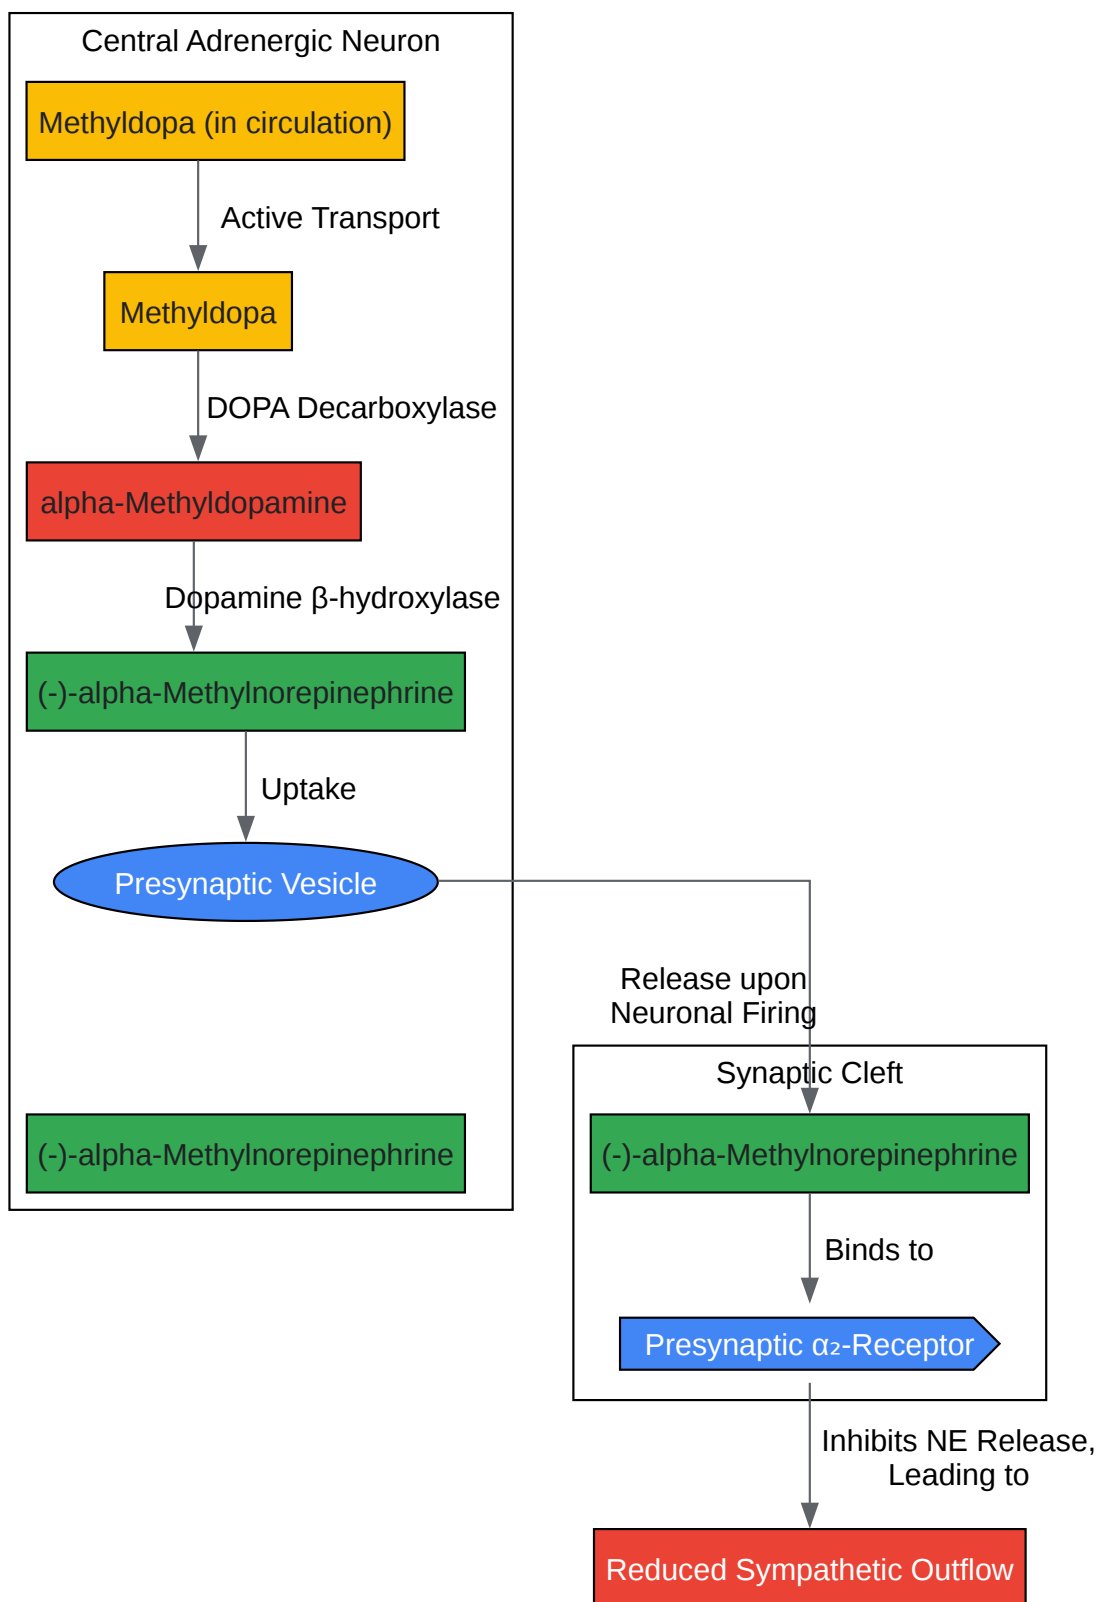 Central Adrenergic Neuron
Methyldopa (in circulation)
Active Transport
Methyldopa
DOPA Decarboxylase
alpha-Methyldopamine
Dopamine β-hydroxylase
(-)-alpha-Methylnorepinephrine
Uptake
Presynaptic Vesicle
Release upon
Neuronal Firing
Synaptic Cleft
(-)-alpha-Methylnorepinephrine
(-)-alpha-Methylnorepinephrine
Binds to
Presynaptic α₂-Receptor
Inhibits NE Release,
Leading to
Reduced Sympathetic Outflow